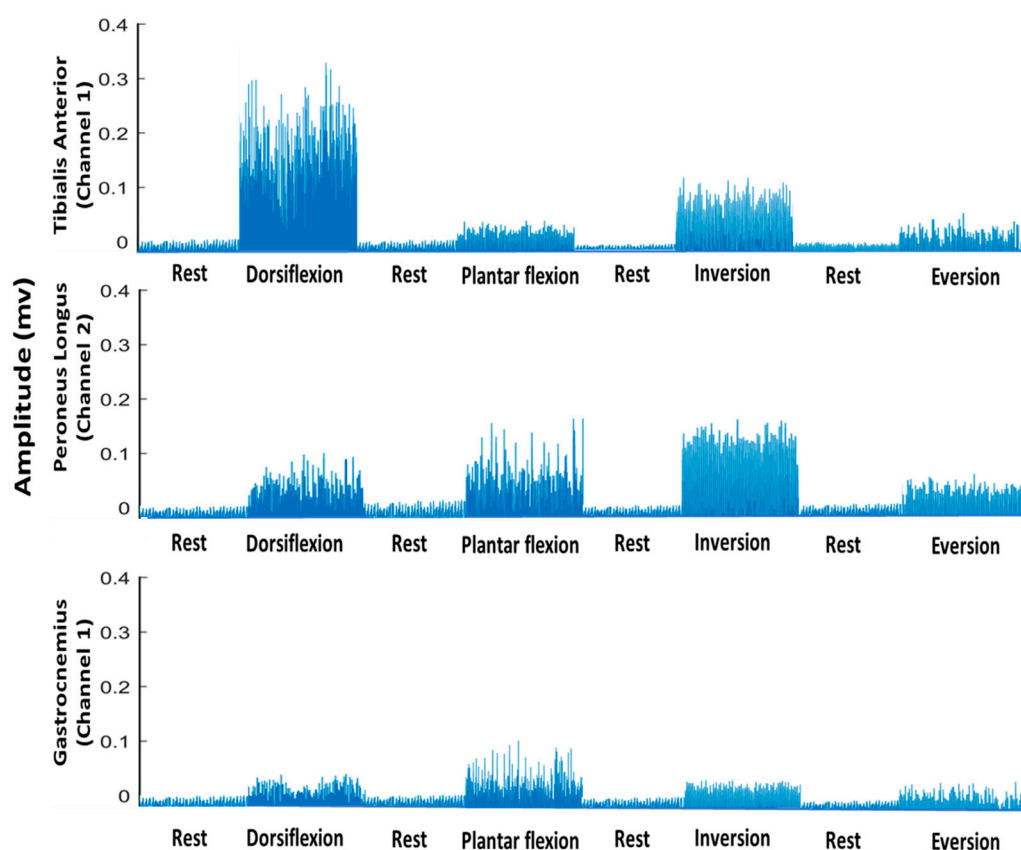 Amplitude (mv)
Tibialis Anterior
(Channel 1)
0.4
0.3
0.2
0.1
0
Rest Dorsiflexion Rest Plantar flexion Rest Inversion Rest Eversion
Peroneus Longus
(Channel 2)
0.4
0.3
0.2
0.1
0
Rest Dorsiflexion Rest Plantar flexion Rest Inversion Rest Eversion
Gastrocnemius
(Channel 1)
0.4
0.3
0.2
0.1
0
Rest Dorsiflexion Rest Plantar flexion Rest Inversion Rest Eversion